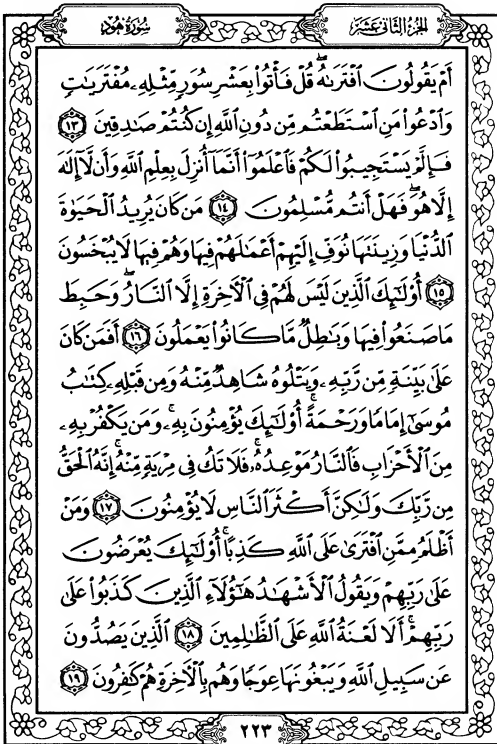 الجزء الثاني عشر
سورة هود
أَمْ يَقُولُونَ ٱفْتَرَىٰهُ ۖ قُلْ فَأْتُوا۟ بِعَشْرِ سُوَرٍ مِّثْلِهِۦ مُفْتَرَيَٰتٍ
وَٱدْعُوا۟ مَنِ ٱسْتَطَعْتُم مِّن دُونِ ٱللَّهِ إِن كُنتُمْ صَٰدِقِينَ ١٣
فَإِلَّمْ يَسْتَجِيبُوا۟ لَكُمْ فَٱعْلَمُوٓا۟ أَنَّمَآ أُنزِلَ بِعِلْمِ ٱللَّهِ وَأَن لَّآ إِلَٰهَ
إِلَّا هُوَ ۖ فَهَلْ أَنتُم مُّسْلِمُونَ ١٤ مَن كَانَ يُرِيدُ ٱلْحَيَوٰةَ
ٱلدُّنْيَا وَزِينَتَهَا نُوَفِّ إِلَيْهِمْ أَعْمَٰلَهُمْ فِيهَا وَهُمْ فِيهَا لَا يُبْخَسُونَ
١٥ أُو۟لَٰٓئِكَ ٱلَّذِينَ لَيْسَ لَهُمْ فِى ٱلْءَاخِرَةِ إِلَّا ٱلنَّارُ ۖ وَحَبِطَ
مَا صَنَعُوا۟ فِيهَا وَبَٰطِلٌ مَّا كَانُوا۟ يَعْمَلُونَ ١٦ أَفَمَن كَانَ
عَلَىٰ بَيِّنَةٍ مِّن رَّبِّهِۦ وَيَتْلُوهُ شَاهِدٌ مِّنْهُ وَمِن قَبْلِهِۦ كِتَٰبُ
مُوسَىٰٓ إِمَامًا وَرَحْمَةً ۚ أُو۟لَٰٓئِكَ يُؤْمِنُونَ بِهِۦ ۚ وَمَن يَكْفُرْ بِهِۦ
مِنَ ٱلْأَحْزَابِ فَٱلنَّارُ مَوْعِدُهُۥ ۚ فَلَا تَكُ فِى مِرْيَةٍ مِّنْهُ ۚ إِنَّهُ ٱلْحَقُّ
مِن رَّبِّكَ وَلَٰكِنَّ أَكْثَرَ ٱلنَّاسِ لَا يُؤْمِنُونَ ١٧ وَمَنْ
أَظْلَمُ مِمَّنِ ٱفْتَرَىٰ عَلَى ٱللَّهِ كَذِبًا ۚ أُو۟لَٰٓئِكَ يُعْرَضُونَ
عَلَىٰ رَبِّهِمْ وَيَقُولُ ٱلْأَشْهَٰدُ هَٰٓؤُلَآءِ ٱلَّذِينَ كَذَبُوا۟ عَلَىٰ
رَبِّهِمْ ۚ أَلَا لَعْنَةُ ٱللَّهِ عَلَى ٱلظَّٰلِمِينَ ١٨ ٱلَّذِينَ يَصُدُّونَ
عَن سَبِيلِ ٱللَّهِ وَيَبْغُونَهَا عِوَجًا وَهُم بِٱلْءَاخِرَةِ هُمْ كَٰفِرُونَ ١٩
٢٢٣